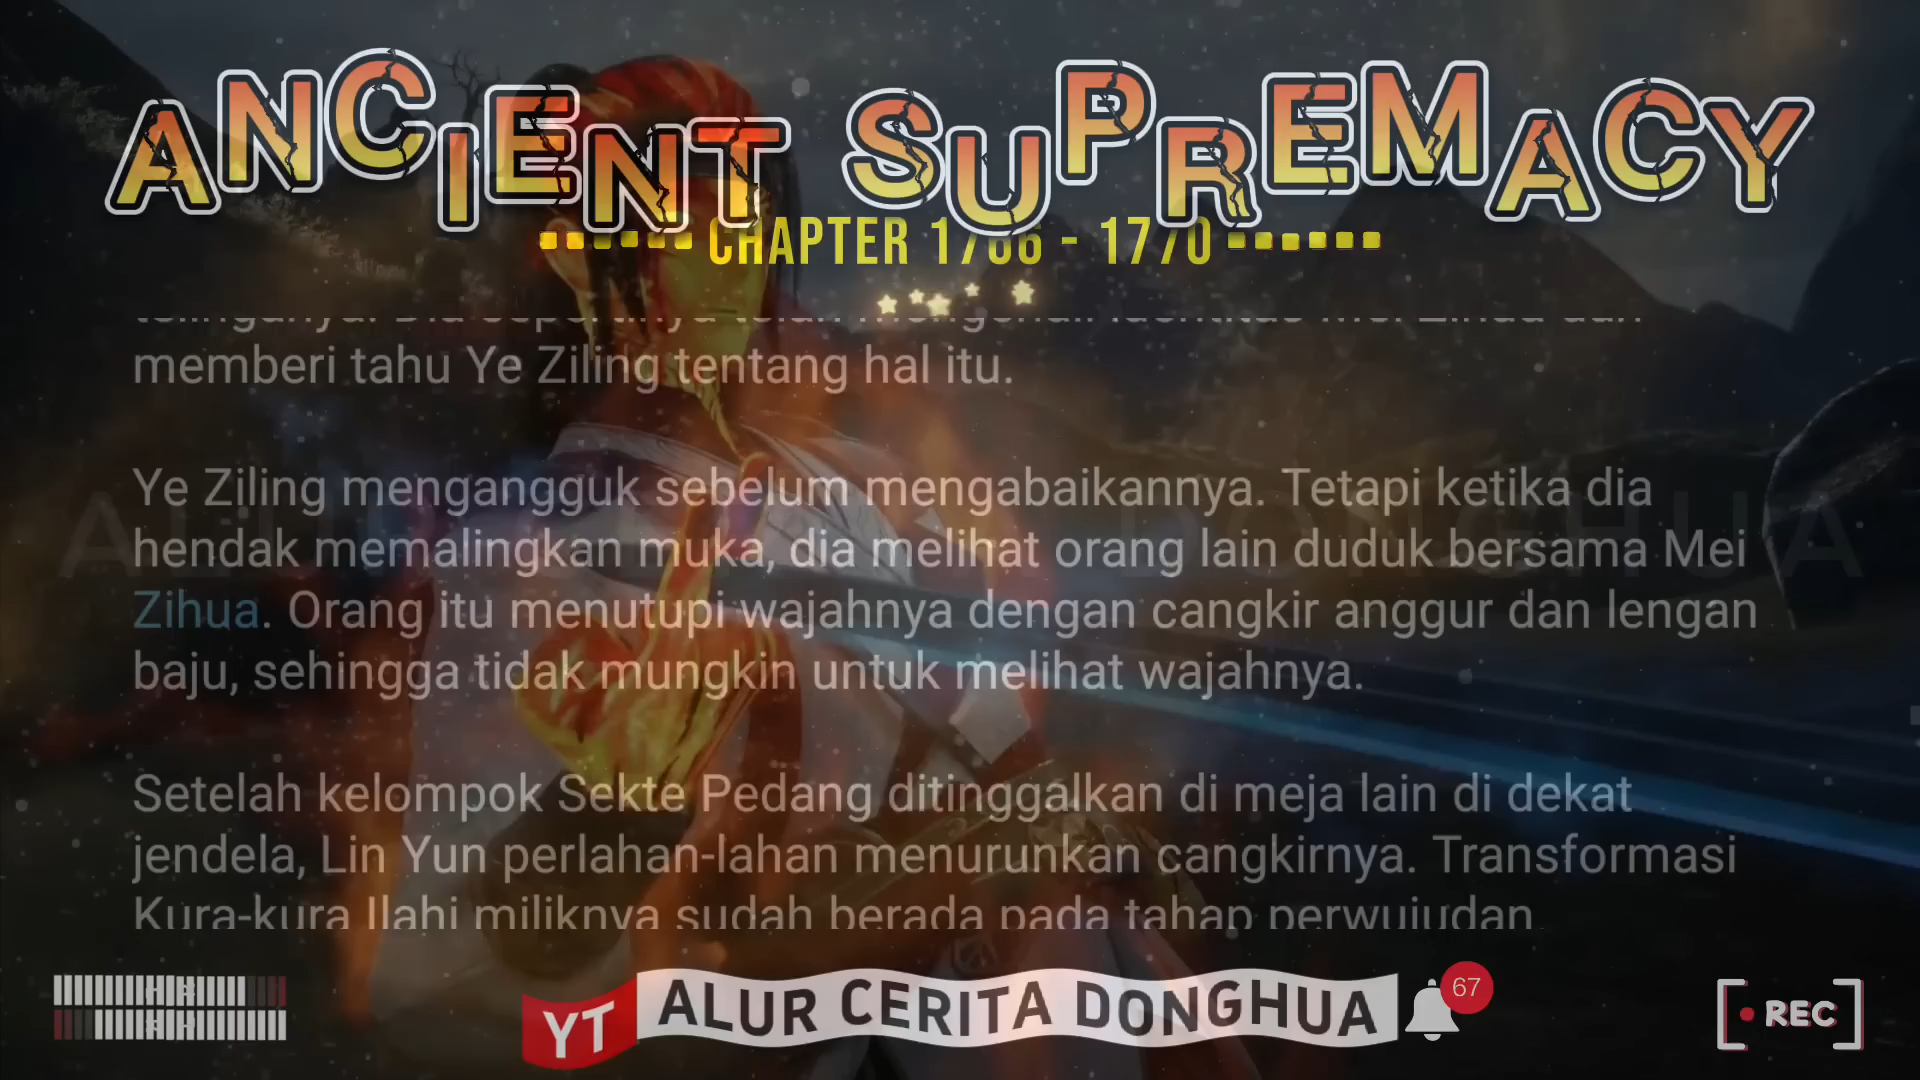 ANCIENT SUPREMACY
CHAPTER 1766 - 1770
memberi tahu Ye Ziling tentang hal itu.
Ye Ziling mengangguk sebelum mengabaikannya. Tetapi ketika dia
hendak memalingkan muka, dia melihat orang lain duduk bersama Mei
Zihua. Orang itu menutupi wajahnya dengan cangkir anggur dan lengan
baju, sehingga tidak mungkin untuk melihat wajahnya.
Setelah kelompok Sekte Pedang ditinggalkan di meja lain di dekat
jendela, Lin Yun perlahan-lahan menurunkan cangkirnya. Transformasi
Kura-kura Ilahi miliknya sudah berada pada tahap perwujudan
ALUR DONGHUA
YT ALUR CERITA DONGHUA 67
REC